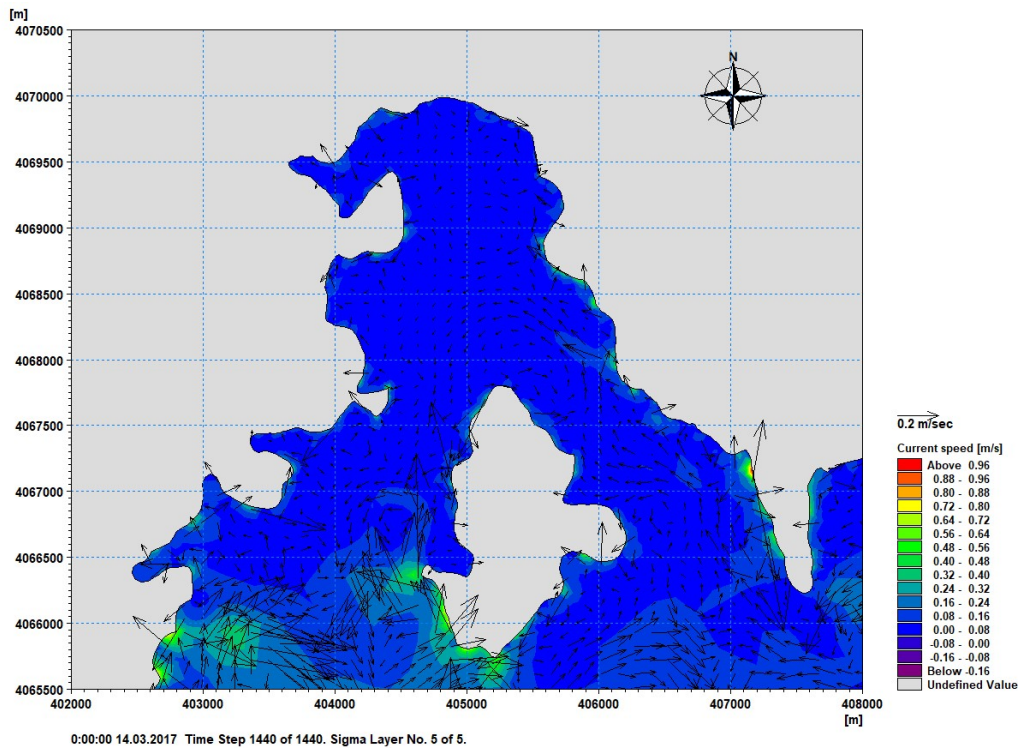 [m]
4070500
4070000
4069500
4069000
4068500
4068000
4067500
4067000
4066500
4066000
4065500
402000 403000 404000 405000 406000 407000 408000
[m]
N
0.2 m/sec
Current speed [m/s]
Above 0.96
0.88 - 0.96
0.80 - 0.88
0.72 - 0.80
0.64 - 0.72
0.56 - 0.64
0.48 - 0.56
0.40 - 0.48
0.32 - 0.40
0.24 - 0.32
0.16 - 0.24
0.08 - 0.16
0.00 - 0.08
-0.08 - 0.00
-0.16 - -0.08
Below -0.16
Undefined Value
0:00:00 14.03.2017 Time Step 1440 of 1440. Sigma Layer No. 5 of 5.